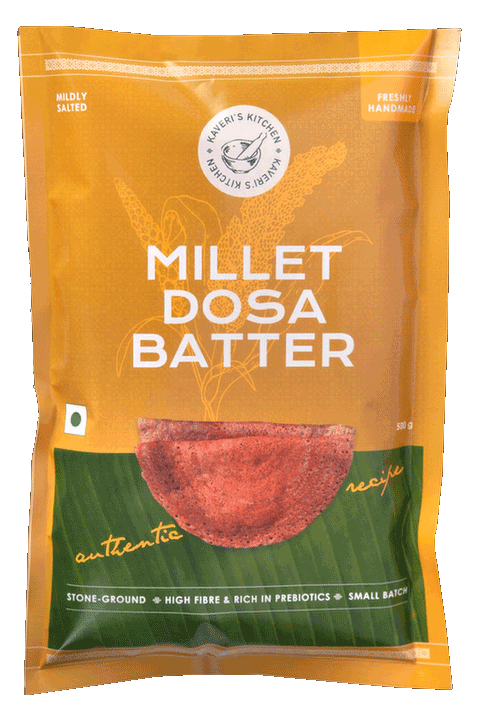 MILDLY
SALTED
FRESHLY
HANDMADE
KAVERI'S KITCHEN
KAVERI'S KITCHEN
MILLET
DOSA
BATTER
500 g
authentic
recipe
STONE-GROUND HIGH FIBRE & RICH IN PREBIOTICS SMALL BATCH